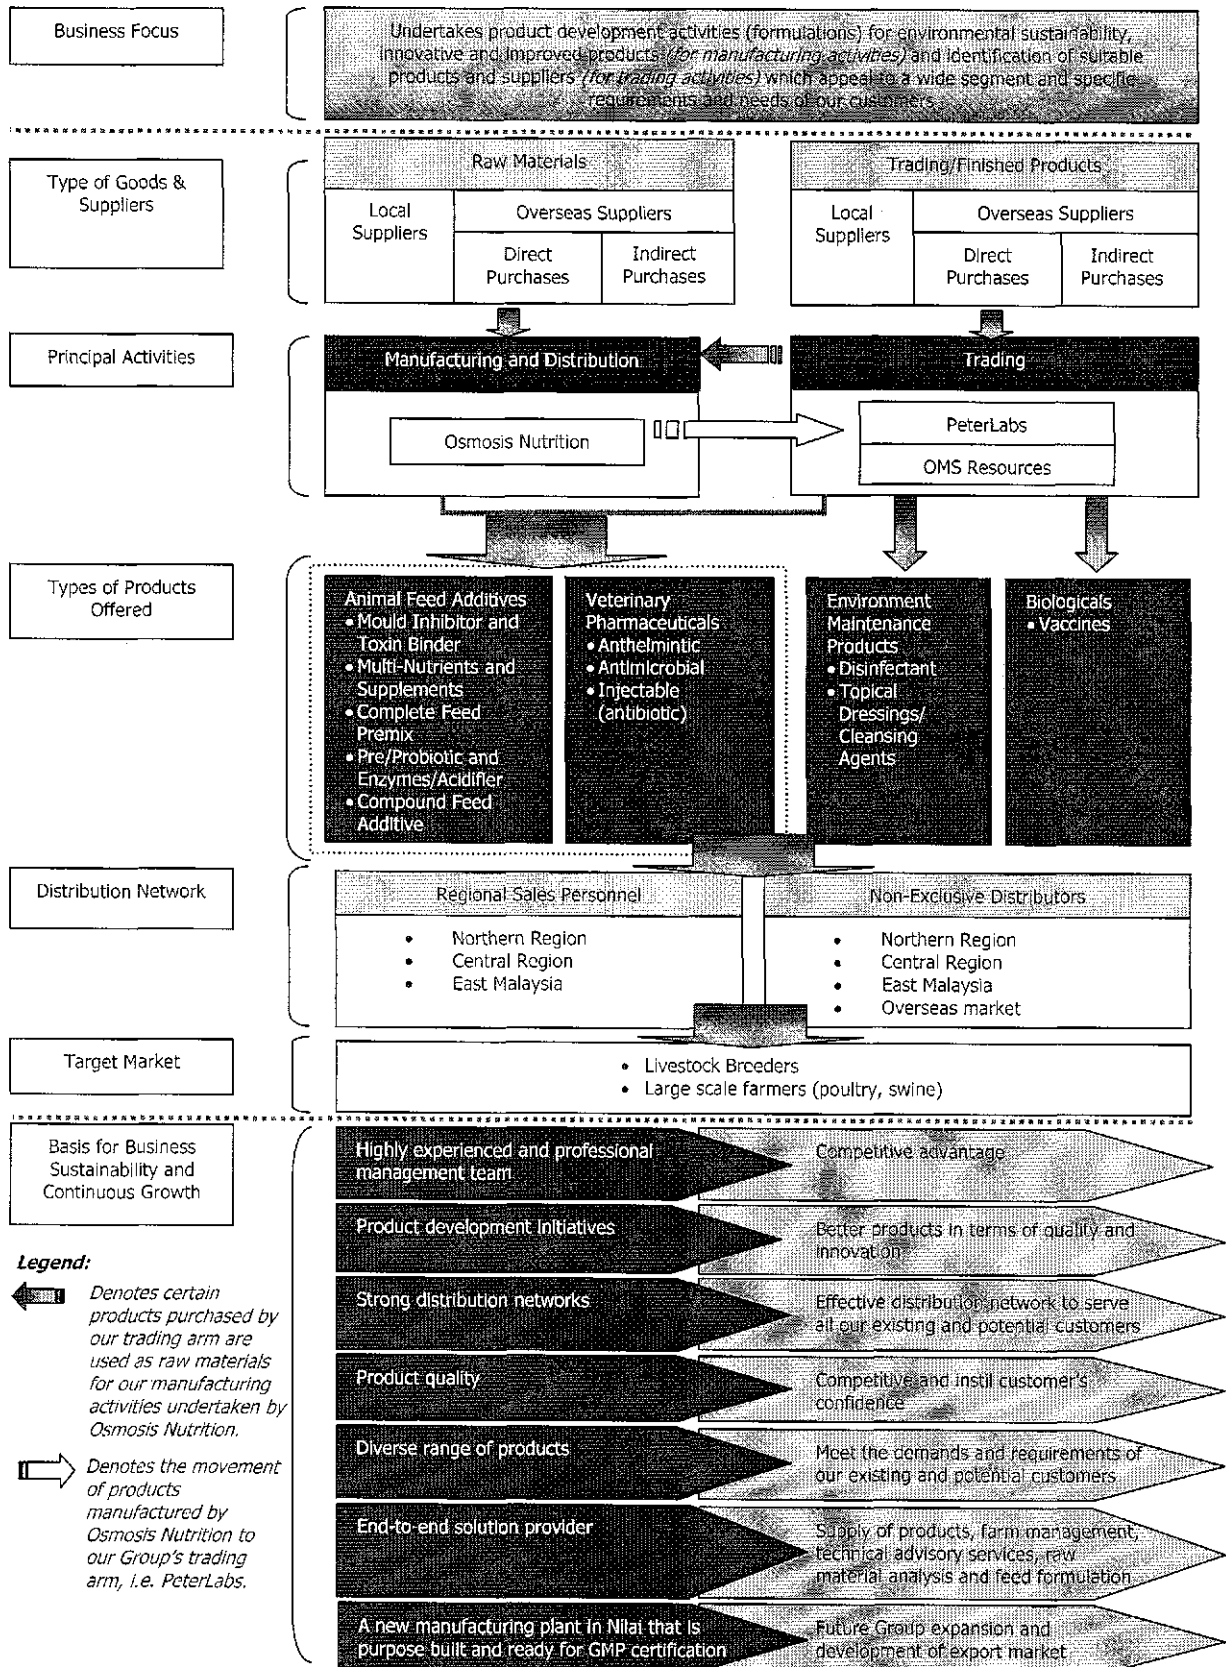 Business Focus
Undertakes product development activities (formulations) for environmental sustainability,
innovative and improved products (for manufacturing activities) and identification of suitable
products and suppliers (for trading activities) which appeal to a wide segment and specific
requirements and needs of our customers
Type of Goods &
Suppliers
Raw Materials
Local
Suppliers
Overseas Suppliers
Direct
Purchases
Indirect
Purchases
Trading/Finished Products
Local
Suppliers
Overseas Suppliers
Direct
Purchases
Indirect
Purchases
Principal Activities
Manufacturing and Distribution
Trading
Osmosis Nutrition
PeterLabs
OMS Resources
Types of Products
Offered
Animal Feed Additives
• Mould Inhibitor and
Toxin Binder
• Multi-Nutrients and
Supplements
• Complete Feed
Premix
• Pre/Probiotic and
Enzymes/Acidifier
• Compound Feed
Additive
Veterinary
Pharmaceuticals
• Anthelmintic
• Antimicrobial
• Injectable
(antibiotic)
Environment
Maintenance
Products
• Disinfectant
• Topical
Dressings/
Cleansing
Agents
Biologicals
• Vaccines
Distribution Network
Regional Sales Personnel
• Northern Region
• Central Region
• East Malaysia
Non-Exclusive Distributors
• Northern Region
• Central Region
• East Malaysia
• Overseas market
Target Market
• Livestock Breeders
• Large scale farmers (poultry, swine)
Basis for Business
Sustainability and
Continuous Growth
Highly experienced and professional
management team
Competitive advantage
Product development initiatives
Better products in terms of quality and
innovation
Strong distribution networks
Effective distribution network to serve
all our existing and potential customers
Product quality
Competitive and instil customer's
confidence
Diverse range of products
Meet the demands and requirements of
our existing and potential customers
End-to-end solution provider
Supply of products, farm management,
technical advisory services, raw
material analysis and feed formulation
A new manufacturing plant in Nilai that is
purpose built and ready for GMP certification
Future Group expansion and
development of export market
Legend:
Denotes certain
products purchased by
our trading arm are
used as raw materials
for our manufacturing
activities undertaken by
Osmosis Nutrition.
Denotes the movement
of products
manufactured by
Osmosis Nutrition to
our Group's trading
arm, i.e. PeterLabs.